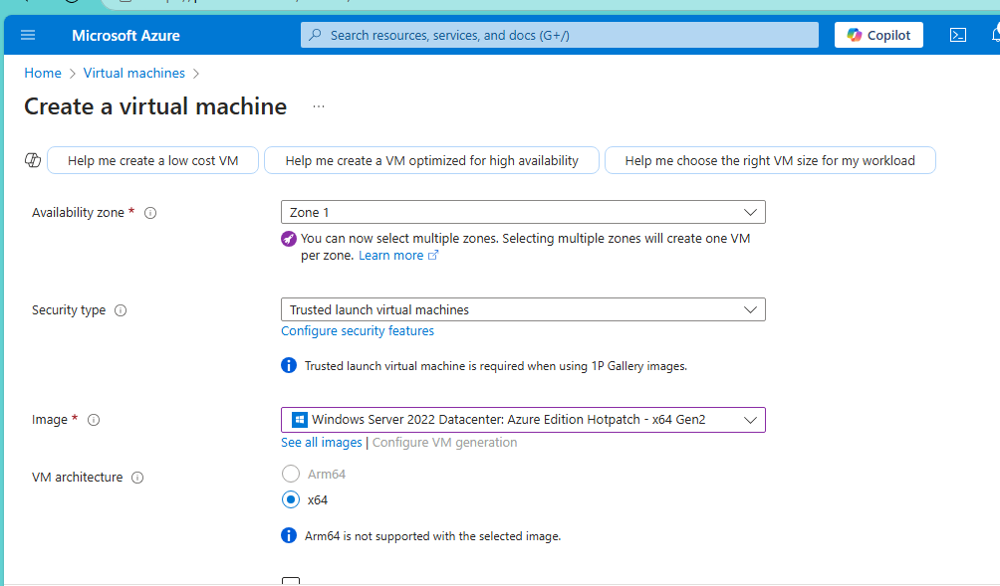 Microsoft Azure
Search resources, services, and docs (G+/)
Copilot
Home > Virtual machines >
Create a virtual machine ...
Help me create a low cost VM
Help me create a VM optimized for high availability
Help me choose the right VM size for my workload
Availability zone *
Zone 1
You can now select multiple zones. Selecting multiple zones will create one VM
per zone. Learn more
Security type
Trusted launch virtual machines
Configure security features
Trusted launch virtual machine is required when using 1P Gallery images.
Image *
Windows Server 2022 Datacenter: Azure Edition Hotpatch - x64 Gen2
See all images | Configure VM generation
VM architecture
Arm64
x64
Arm64 is not supported with the selected image.